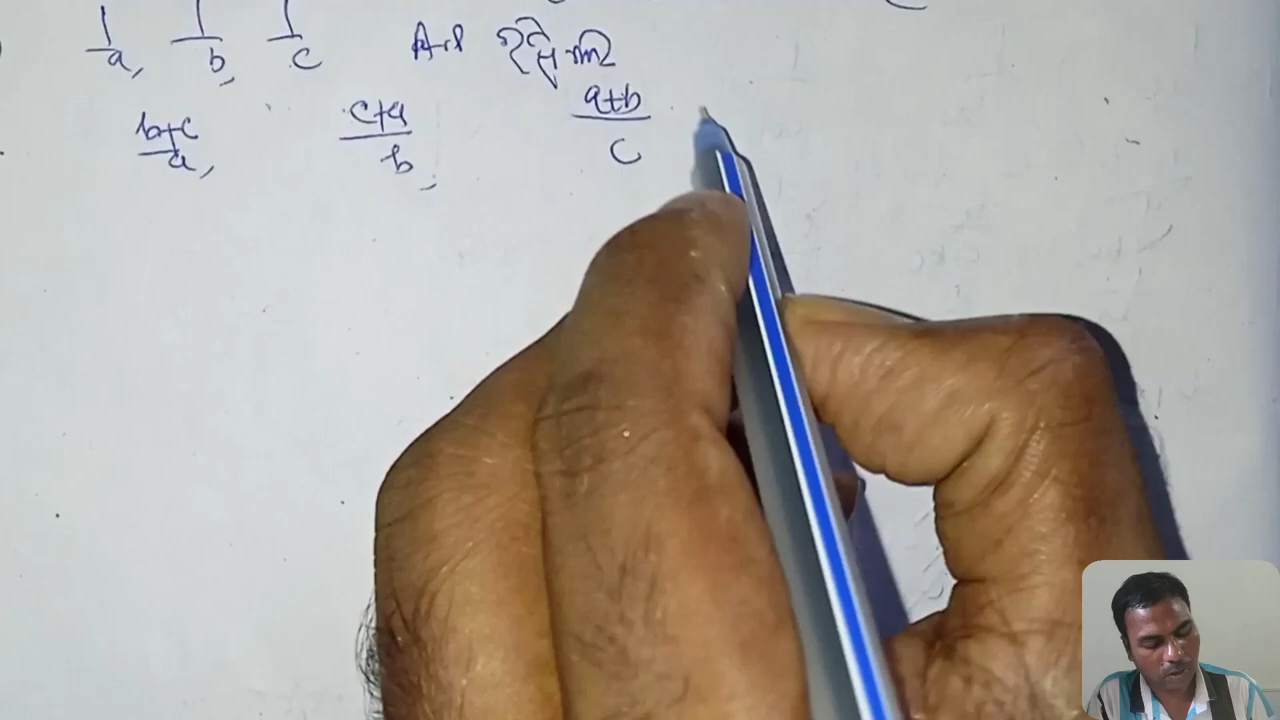 1/a, 1/b, 1/c A.P
b+c/a, c+a/b, a+b/c